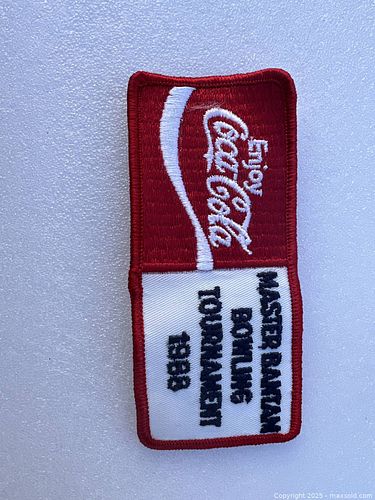 Enjoy
Coca-Cola
MASTER BANTAM
BOWLING
TOURNAMENT
1988
Copyright 2025 - maxsold.com